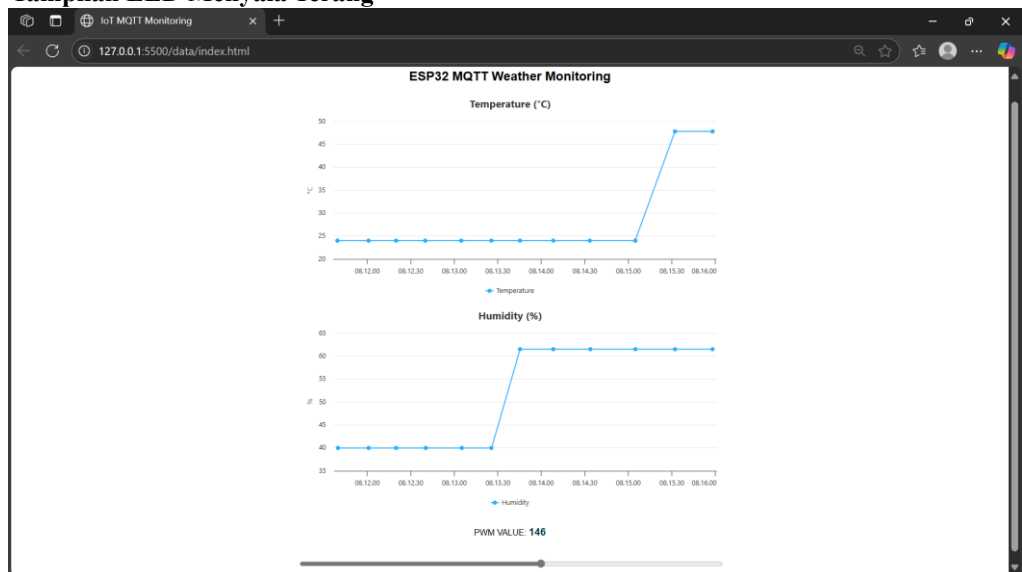 Tampilan LED Menyala Terang
IoT MQTT Monitoring
127.0.0.1:5500/data/index.html
ESP32 MQTT Weather Monitoring
Temperature (°C)
50
45
40
°C
35
30
25
20
08.12.00 08.12.30 08.13.00 08.13.30 08.14.00 08.14.30 08.15.00 08.15.30 08.16.00
Temperature
Humidity (%)
65
60
55
%
50
45
40
35
08.12.00 08.12.30 08.13.00 08.13.30 08.14.00 08.14.30 08.15.00 08.15.30 08.16.00
Humidity
PWM VALUE: 146